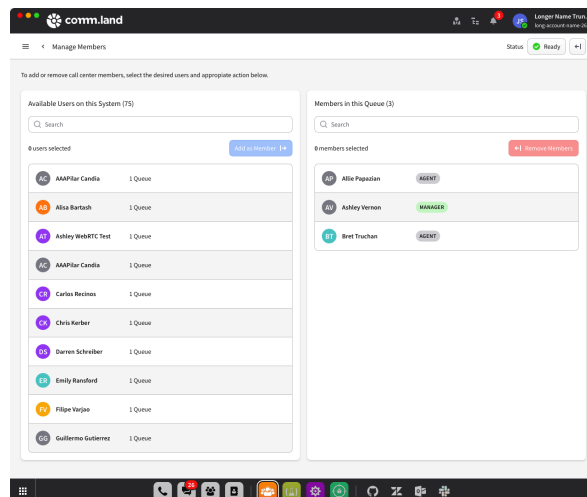 comm.land
3
JS
Longer Name Trun.
long-account-name-26
Manage Members
Status
Ready
To add or remove call center members, select the desired users and appropiate action below.
Available Users on this System (75)
Search
0 users selected
Add as Member
AC AAAPilar Candia 1 Queue
AB Alisa Bartash 1 Queue
AT Ashley WebRTC Test 1 Queue
AC AAAPilar Candia 1 Queue
CR Carlos Recinos 1 Queue
CK Chris Kerber 1 Queue
DS Darren Schreiber 1 Queue
ER Emily Ransford 1 Queue
FV Filipe Varjao 1 Queue
GG Guillermo Gutierrez 1 Queue
Members in this Queue (3)
Search
0 members selected
Remove Members
AP Allie Papazian AGENT
AV Ashley Vernon MANAGER
BT Bret Truchan AGENT
26